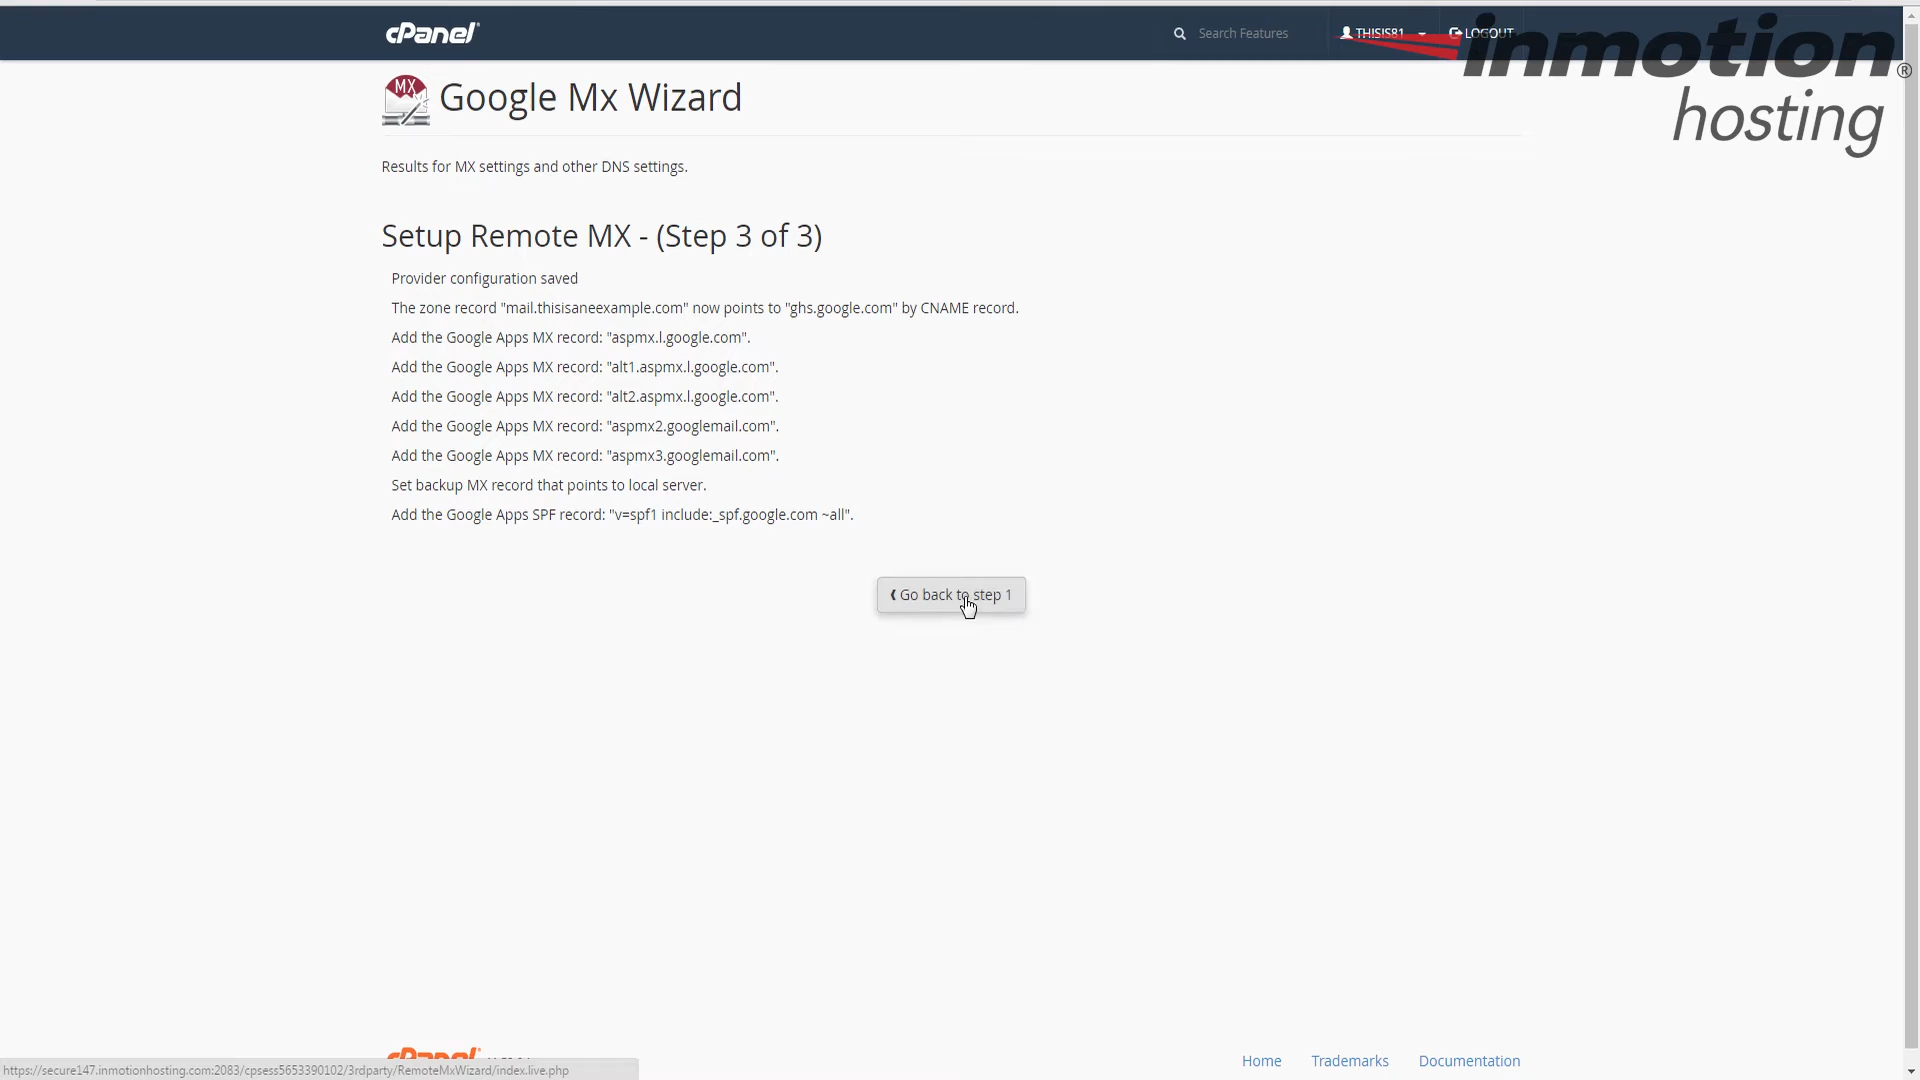 cPanel
Search Features
THISIS81
LOGOUT
inmotion®
hosting
MX
Google Mx Wizard
Results for MX settings and other DNS settings.
Setup Remote MX - (Step 3 of 3)
Provider configuration saved
The zone record "mail.thisisaneexample.com" now points to "ghs.google.com" by CNAME record.
Add the Google Apps MX record: "aspmx.l.google.com".
Add the Google Apps MX record: "alt1.aspmx.l.google.com".
Add the Google Apps MX record: "alt2.aspmx.l.google.com".
Add the Google Apps MX record: "aspmx2.googlemail.com".
Add the Google Apps MX record: "aspmx3.googlemail.com".
Set backup MX record that points to local server.
Add the Google Apps SPF record: "v=spf1 include:_spf.google.com ~all".
Go back to step 1
cPanel
Home
Trademarks
Documentation
https://secure147.inmotionhosting.com:2083/cpsess5653390102/3rdparty/RemoteMxWizard/index.live.php